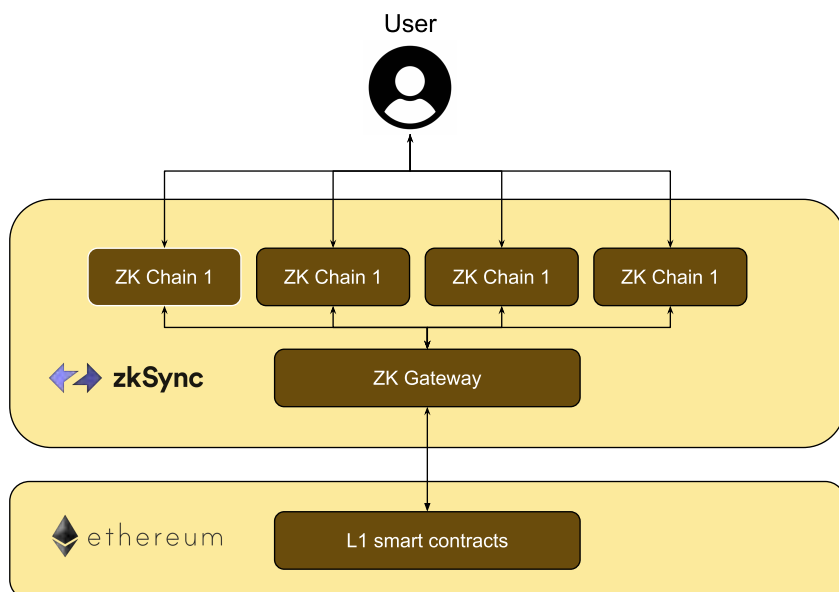 User
ZK Chain 1
ZK Chain 1
ZK Chain 1
ZK Chain 1
zkSync
ZK Gateway
ethereum
L1 smart contracts